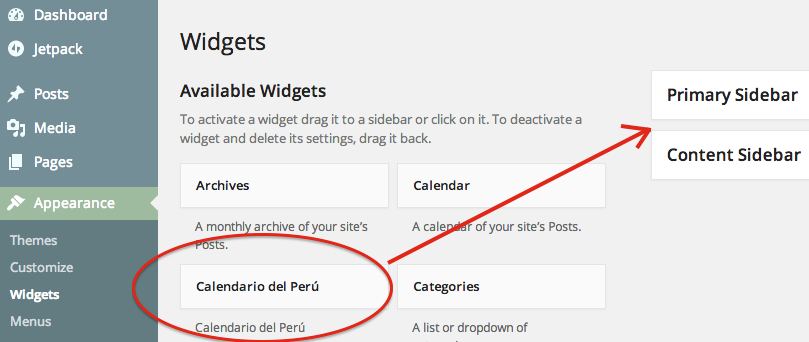 Dashboard
Jetpack
Posts
Media
Pages
Appearance
Themes
Customize
Widgets
Menus
Widgets
Available Widgets
To activate a widget drag it to a sidebar or click on it. To deactivate a
widget and delete its settings, drag it back.
Archives
A monthly archive of your site's
Posts.
Calendar
A calendar of your site's Posts.
Calendario del Perú
Calendario del Perú
Categories
A list or dropdown of
Primary Sidebar
Content Sidebar